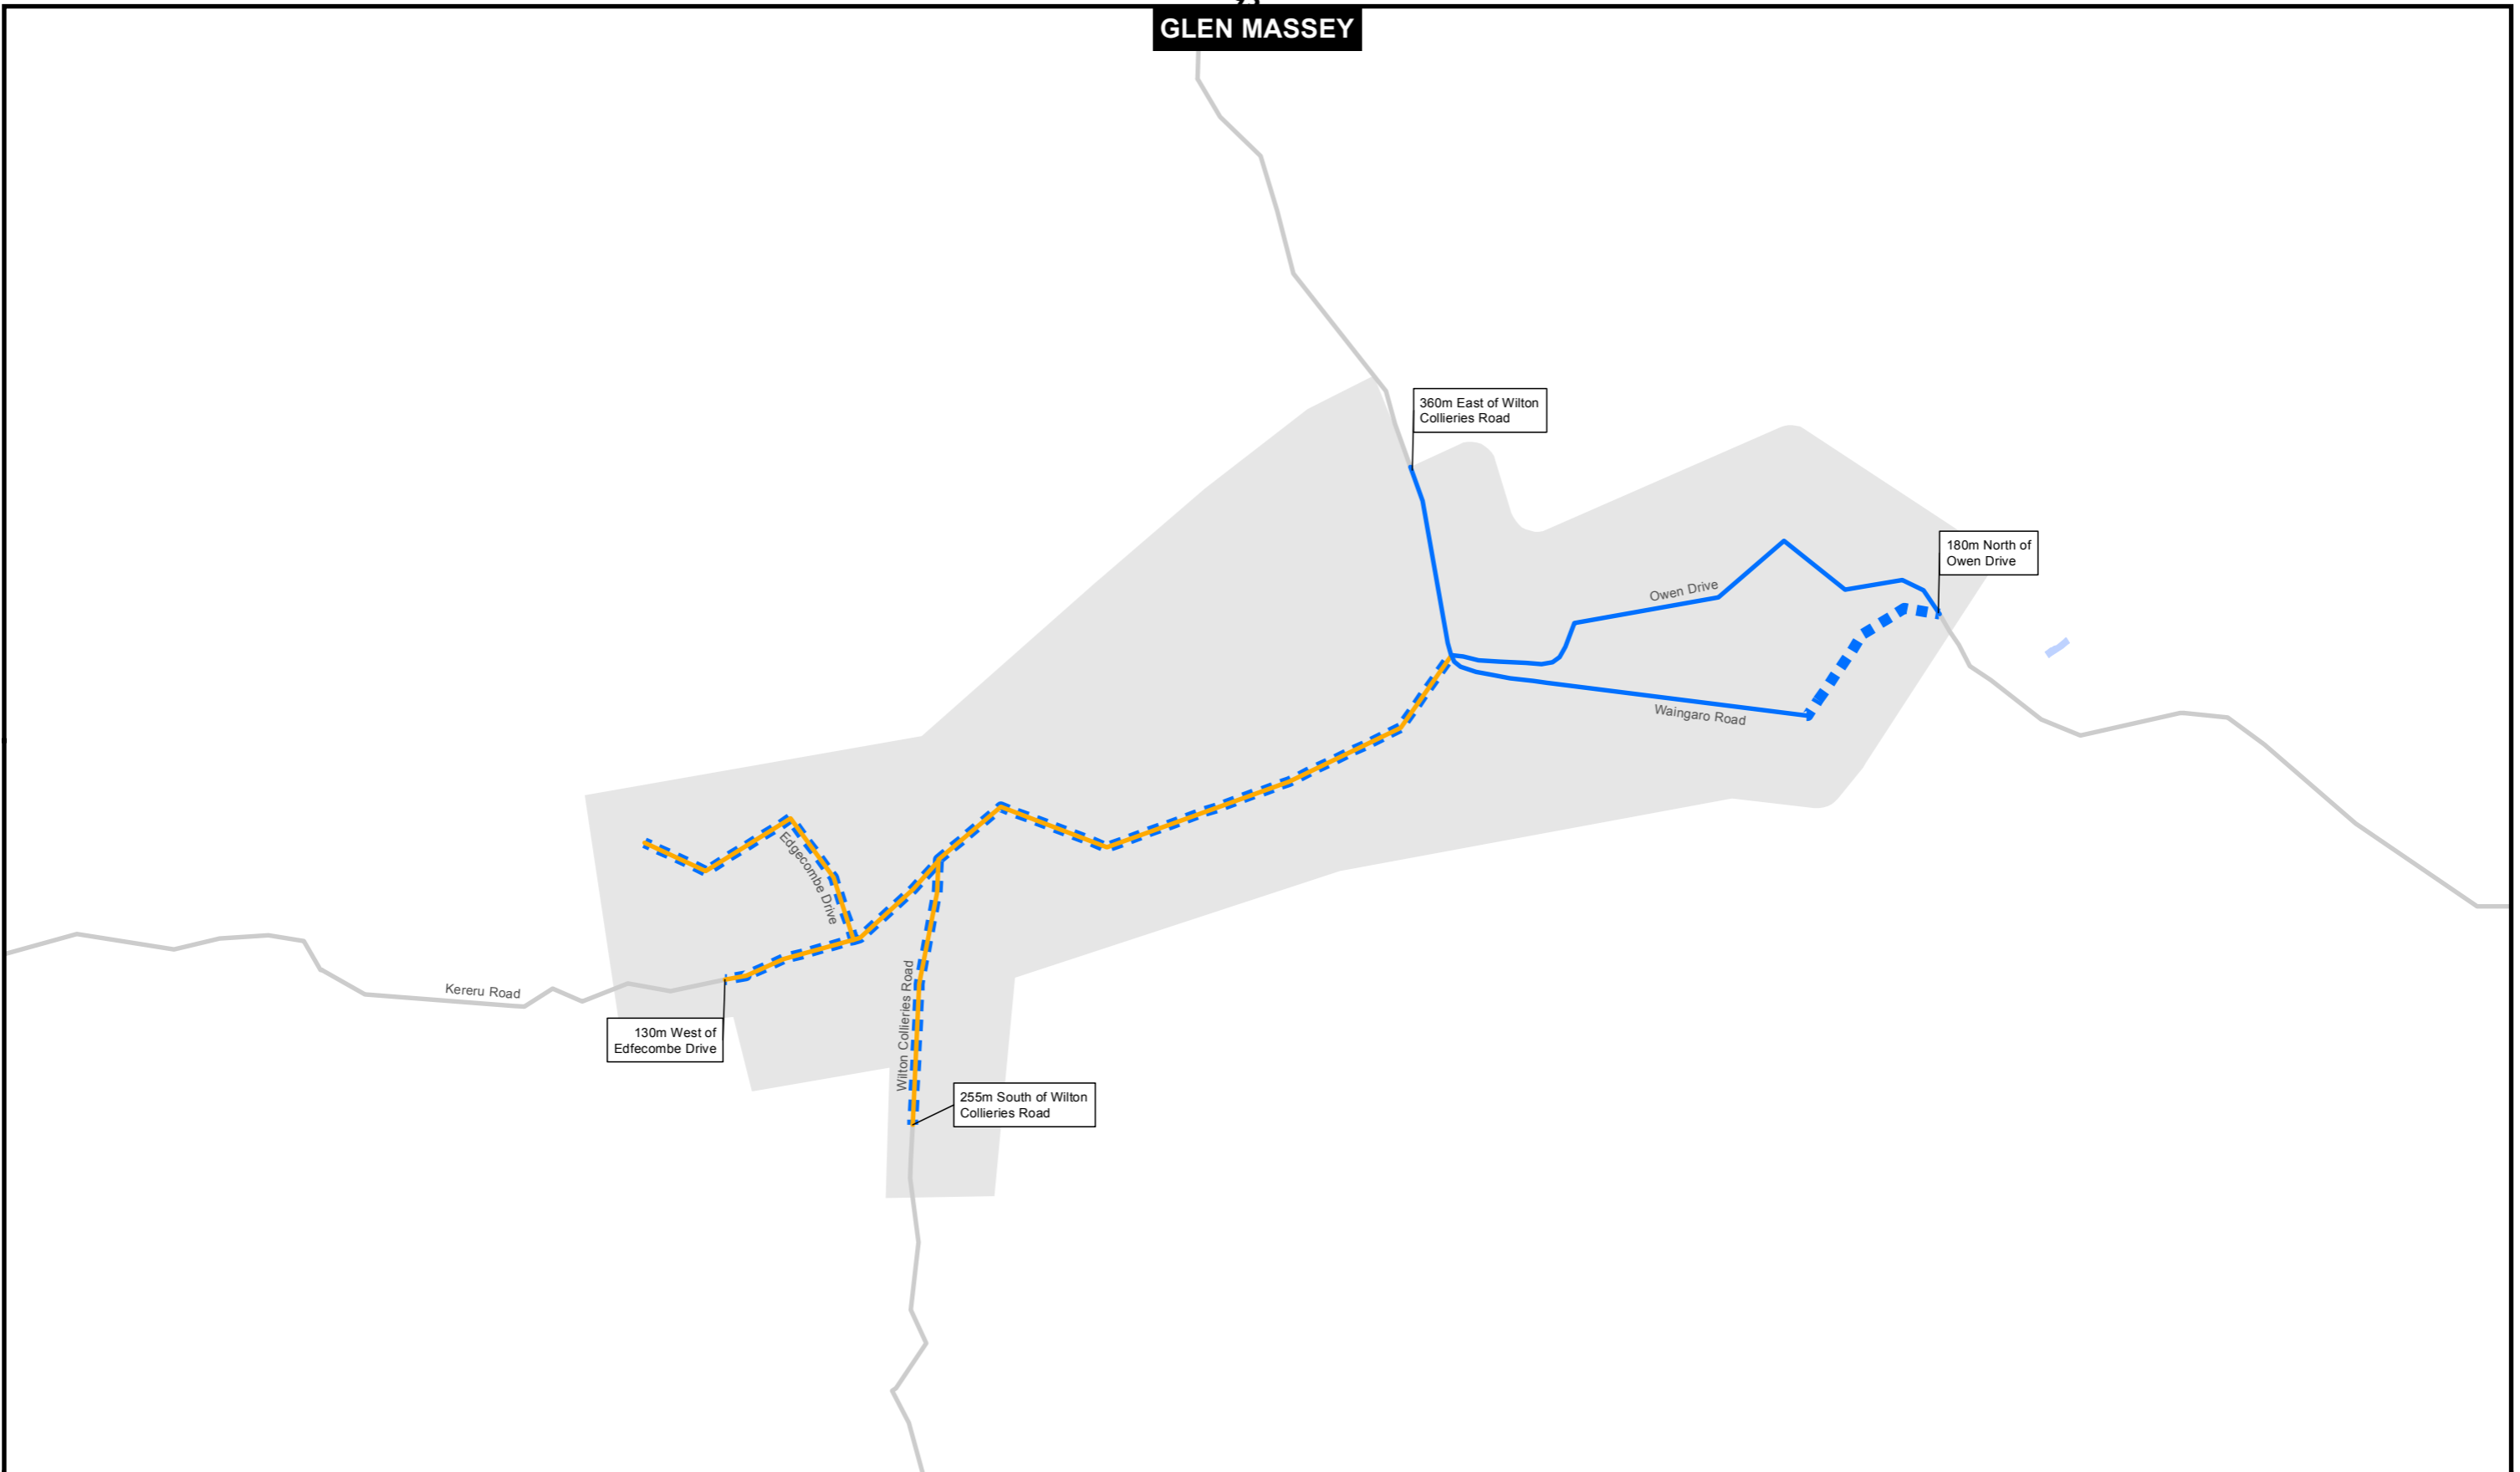 GLEN MASSEY
360m East of Wilton
Collieries Road
180m North of
Owen Drive
Owen Drive
Waingaro Road
Edgecombe Drive
Kereru Road
130m West of
Edfecombe Drive
Wilton Collieries Road
255m South of Wilton
Collieries Road